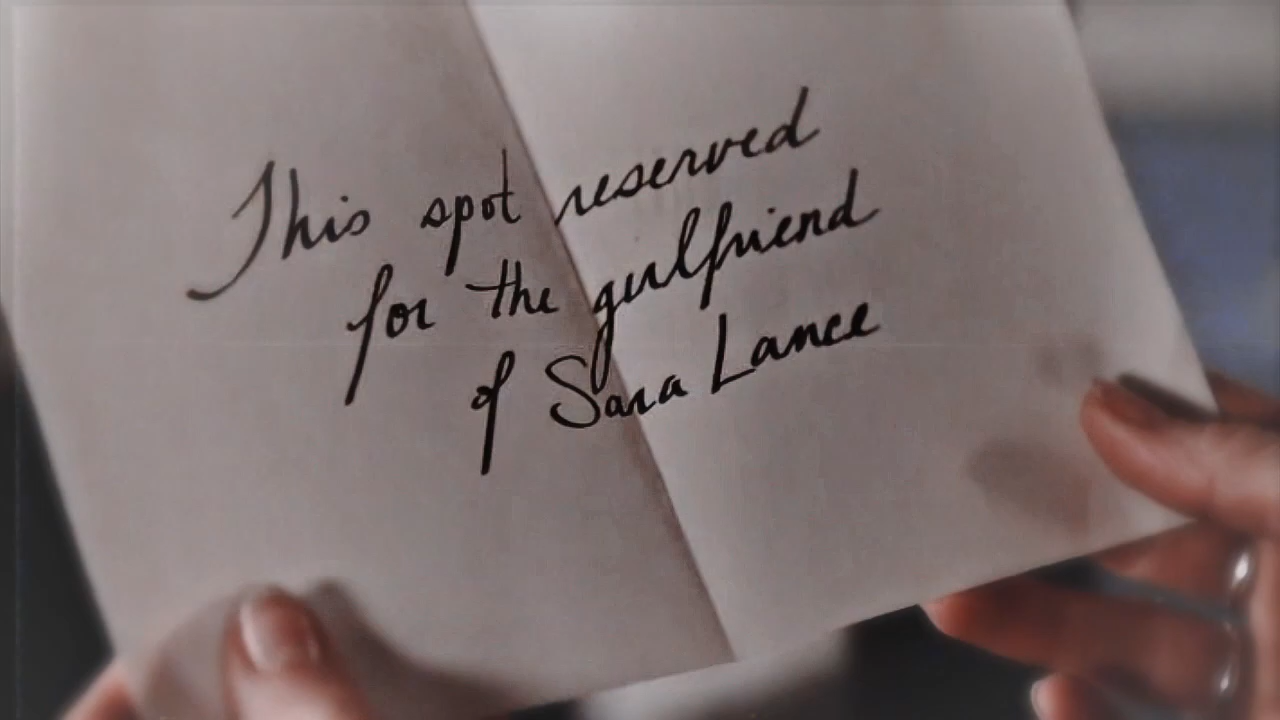 This spot reserved
for the girlfriend
of Sara Lance